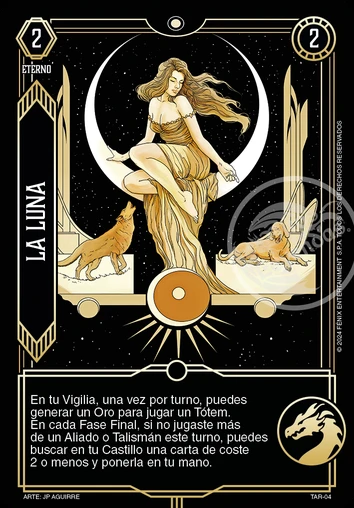 2
2
ETERNO
LA LUNA
© 2024 FENIX ENTERTAINMENT S.P.A. TODOS LOS DERECHOS RESERVADOS
En tu Vigilia, una vez por turno, puedes
generar un Oro para jugar un Tótem.
En cada Fase Final, si no jugaste más
de un Aliado o Talismán este turno, puedes
buscar en tu Castillo una carta de coste
2 o menos y ponerla en tu mano.
ARTE: JP AGUIRRE
TAR-04